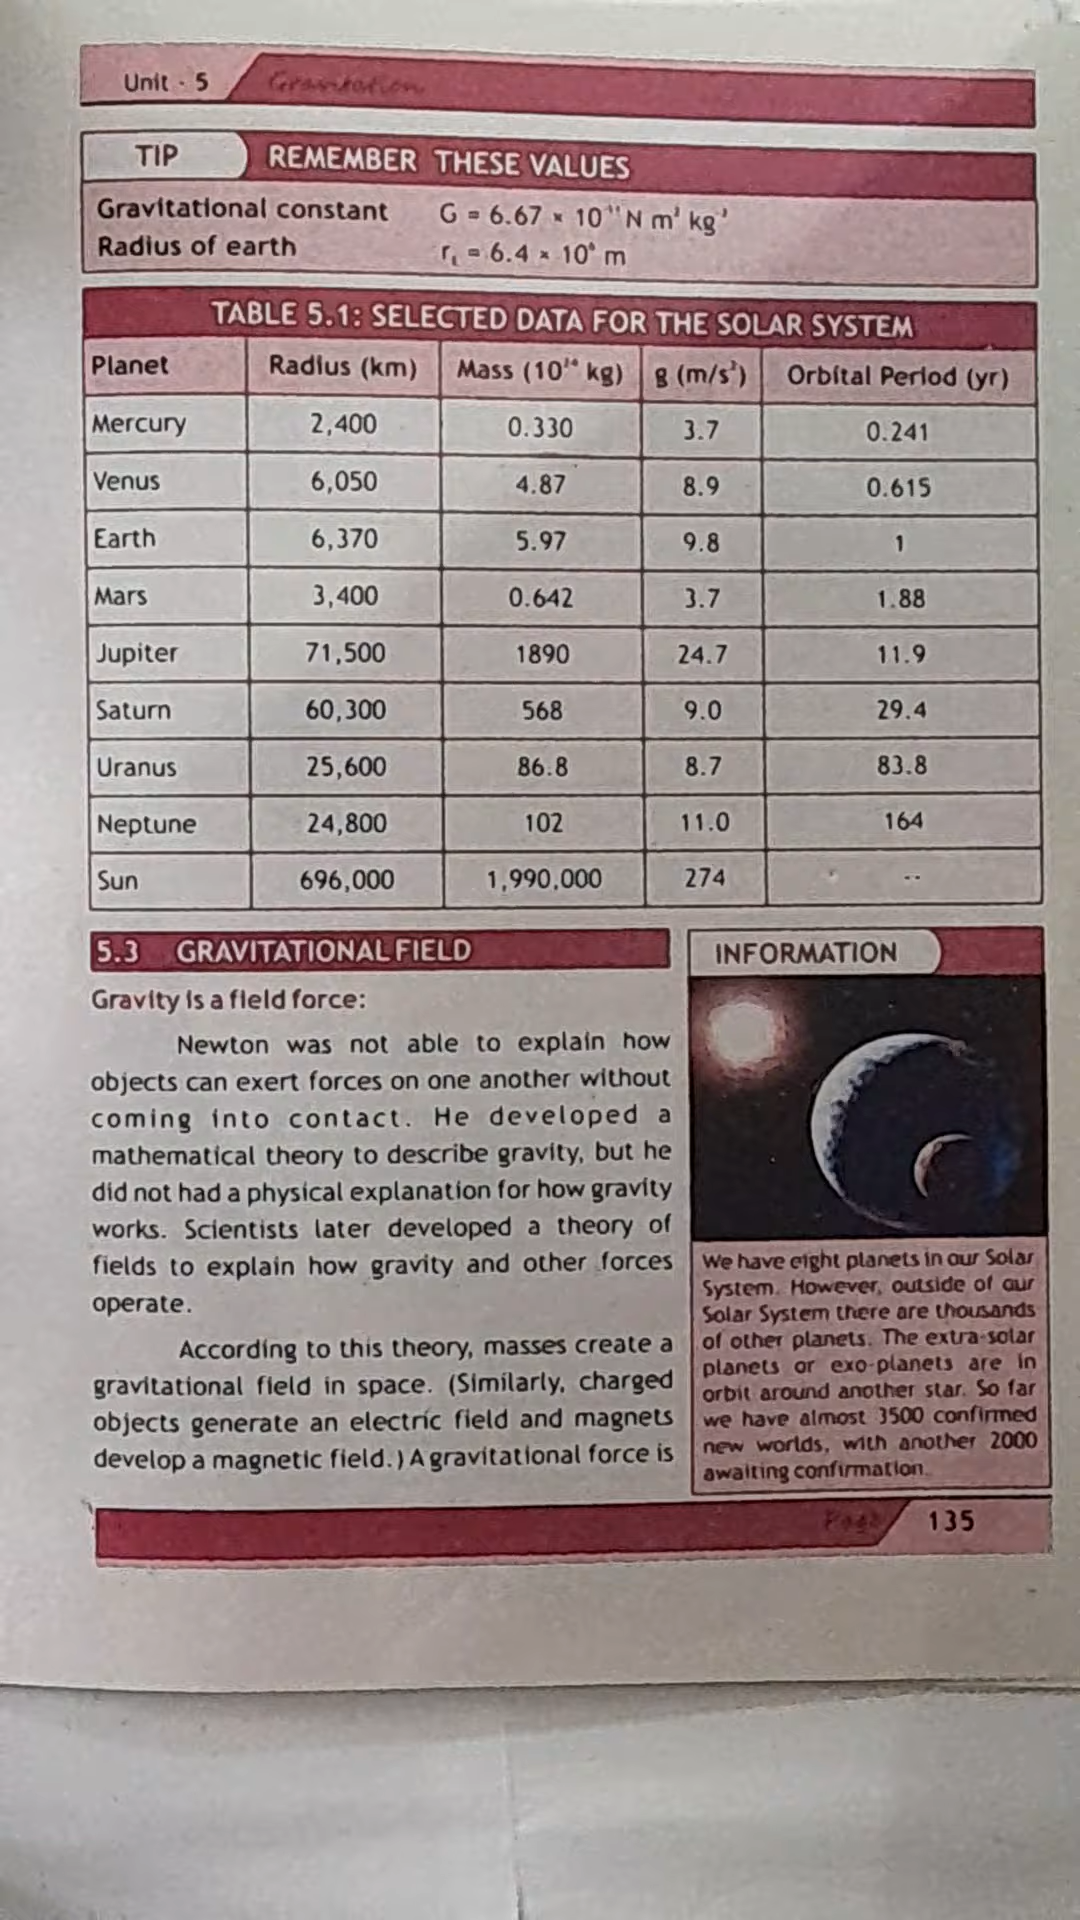 Unit - 5 Gravitation
TIP REMEMBER THESE VALUES
Gravitational constant G = 6.67 × 10⁻¹¹ N m² kg⁻²
Radius of earth r = 6.4 × 10⁶ m
TABLE 5.1: SELECTED DATA FOR THE SOLAR SYSTEM
Planet Radius (km) Mass (10²⁴ kg) g (m/s²) Orbital Period (yr)
Mercury 2,400 0.330 3.7 0.241
Venus 6,050 4.87 8.9 0.615
Earth 6,370 5.97 9.8 1
Mars 3,400 0.642 3.7 1.88
Jupiter 71,500 1890 24.7 11.9
Saturn 60,300 568 9.0 29.4
Uranus 25,600 86.8 8.7 83.8
Neptune 24,800 102 11.0 164
Sun 696,000 1,990,000 274 --
5.3 GRAVITATIONAL FIELD
Gravity is a field force:
Newton was not able to explain how
objects can exert forces on one another without
coming into contact. He developed a
mathematical theory to describe gravity, but he
did not had a physical explanation for how gravity
works. Scientists later developed a theory of
fields to explain how gravity and other forces
operate.
According to this theory, masses create a
gravitational field in space. (Similarly, charged
objects generate an electric field and magnets
develop a magnetic field.) A gravitational force is
INFORMATION
We have eight planets in our Solar
System. However, outside of our
Solar System there are thousands
of other planets. The extra-solar
planets or exo-planets are in
orbit around another star. So far
we have almost 3500 confirmed
new worlds, with another 2000
awaiting confirmation.
Page 135